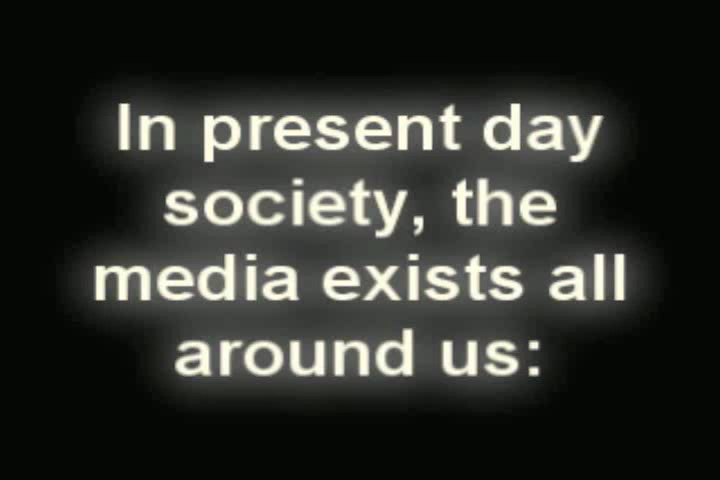 In present day
society, the
media exists all
around us: